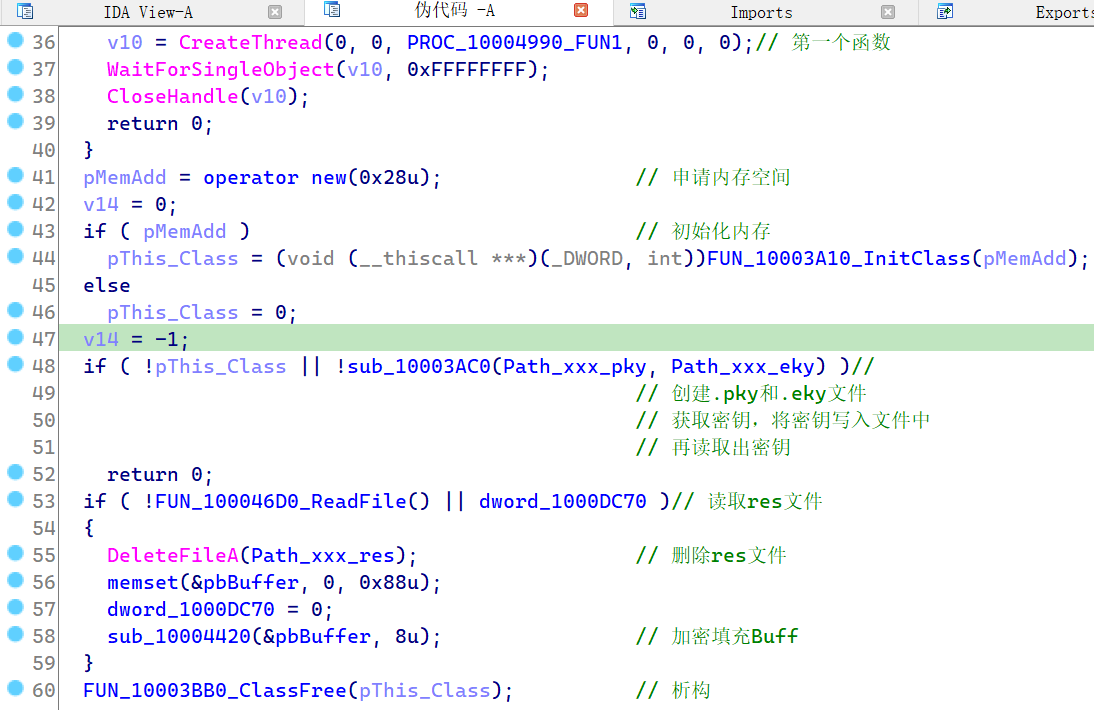 IDA View-A 伪代码 -A Imports Exports
36 v10 = CreateThread(0, 0, PROC_10004990_FUN1, 0, 0, 0);// 第一个函数
37 WaitForSingleObject(v10, 0xFFFFFFFF);
38 CloseHandle(v10);
39 return 0;
40 }
41 pMemAdd = operator new(0x28u); // 申请内存空间
42 v14 = 0;
43 if ( pMemAdd ) // 初始化内存
44 pThis_Class = (void (__thiscall ***)(_DWORD, int))FUN_10003A10_InitClass(pMemAdd);
45 else
46 pThis_Class = 0;
47 v14 = -1;
48 if ( !pThis_Class || !sub_10003AC0(Path_xxx_pky, Path_xxx_eky) )//
49 // 创建.pky和.eky文件
50 // 获取密钥，将密钥写入文件中
51 // 再读取出密钥
52 return 0;
53 if ( !FUN_100046D0_ReadFile() || dword_1000DC70 )// 读取res文件
54 {
55 DeleteFileA(Path_xxx_res); // 删除res文件
56 memset(&pbBuffer, 0, 0x88u);
57 dword_1000DC70 = 0;
58 sub_10004420(&pbBuffer, 8u); // 加密填充Buff
59 }
60 FUN_10003BB0_ClassFree(pThis_Class); // 析构